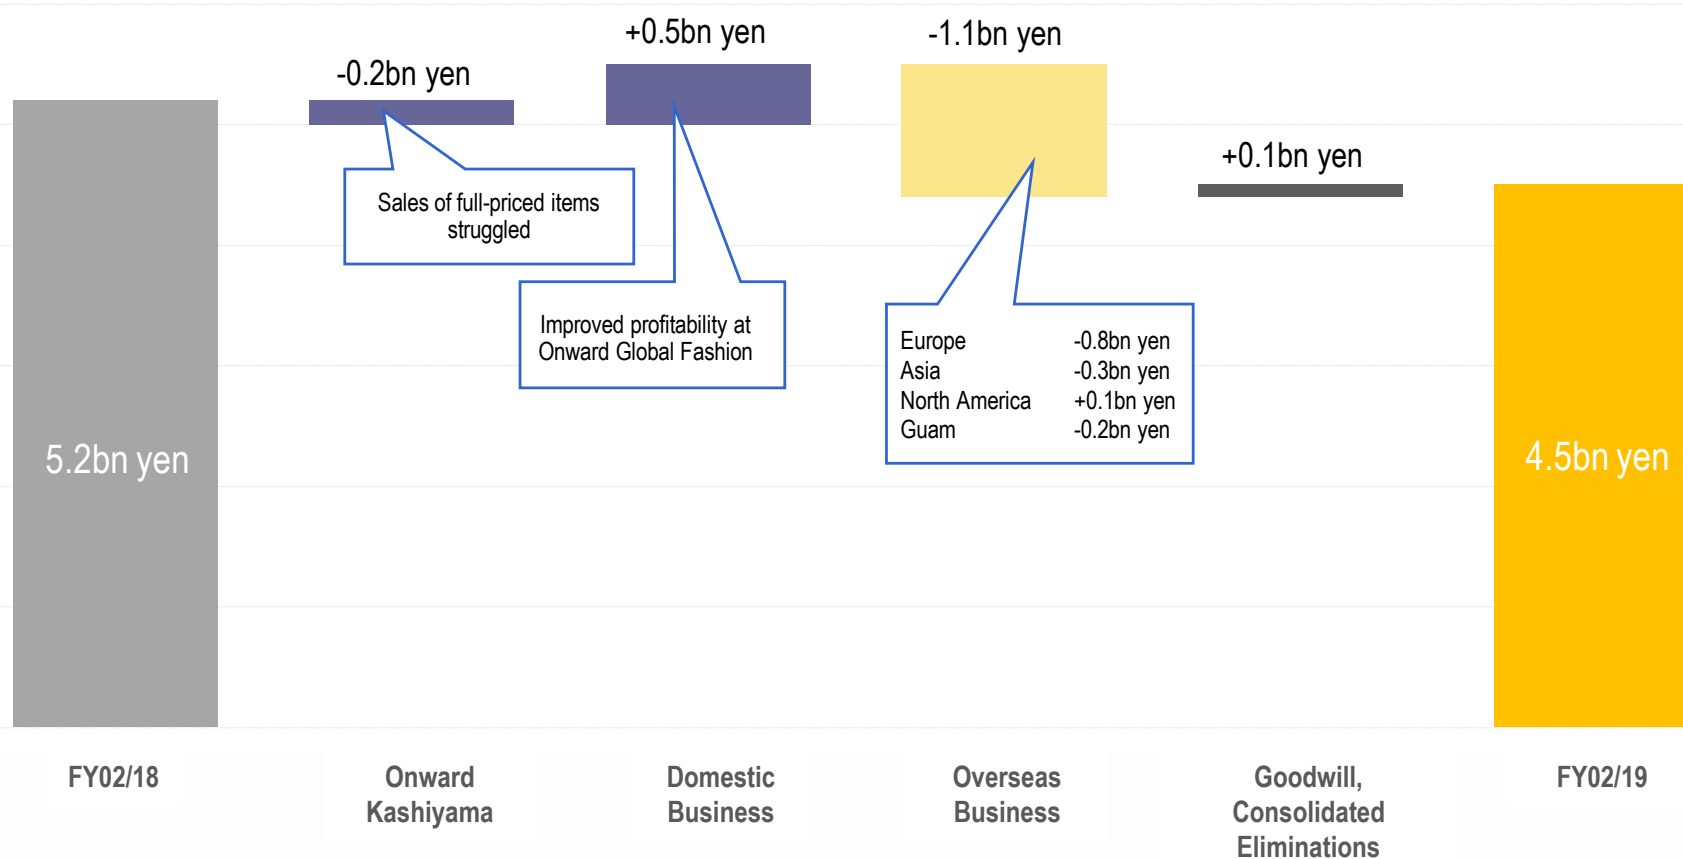 +0.5bn yen
-1.1bn yen
-0.2bn yen
+0.1bn yen
Sales of full-priced items
struggled
Improved profitability at
Onward Global Fashion
Europe -0.8bn yen
Asia -0.3bn yen
North America +0.1bn yen
Guam -0.2bn yen
5.2bn yen
4.5bn yen
FY02/18
Onward
Kashiyama
Domestic
Business
Overseas
Business
Goodwill,
Consolidated
Eliminations
FY02/19